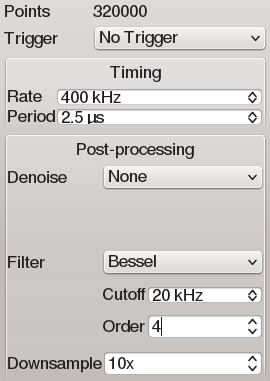 Points 320000
Trigger No Trigger
Timing
Rate 400 kHz
Period 2.5 µs
Post-processing
Denoise None
Filter Bessel
Cutoff 20 kHz
Order 4
Downsample 10x